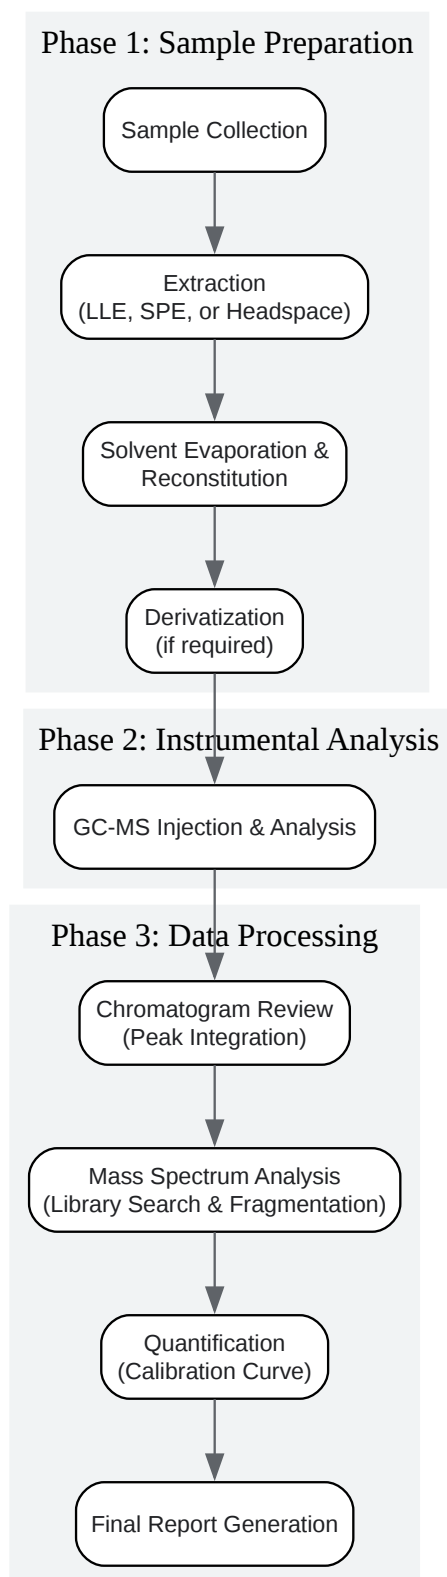 Phase 1: Sample Preparation
Sample Collection
Extraction
(LLE, SPE, or Headspace)
Solvent Evaporation &
Reconstitution
Derivatization
(if required)
Phase 2: Instrumental Analysis
GC-MS Injection & Analysis
Phase 3: Data Processing
Chromatogram Review
(Peak Integration)
Mass Spectrum Analysis
(Library Search & Fragmentation)
Quantification
(Calibration Curve)
Final Report Generation